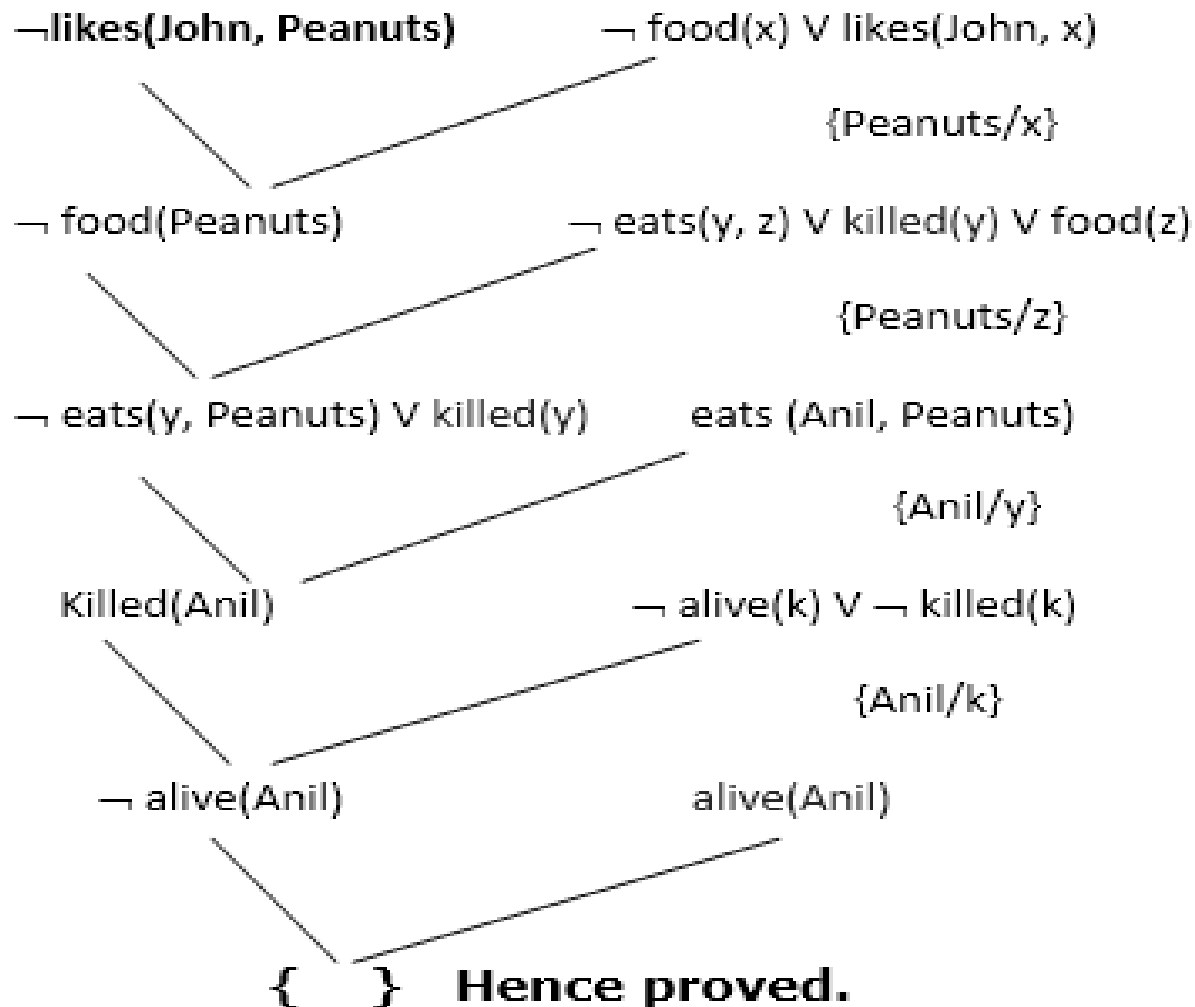 ¬likes(John, Peanuts) ¬ food(x) V likes(John, x)
{Peanuts/x}
¬ food(Peanuts) ¬ eats(y, z) V killed(y) V food(z)
{Peanuts/z}
¬ eats(y, Peanuts) V killed(y) eats (Anil, Peanuts)
{Anil/y}
Killed(Anil) ¬ alive(k) V ¬ killed(k)
{Anil/k}
¬ alive(Anil) alive(Anil)
{ } Hence proved.